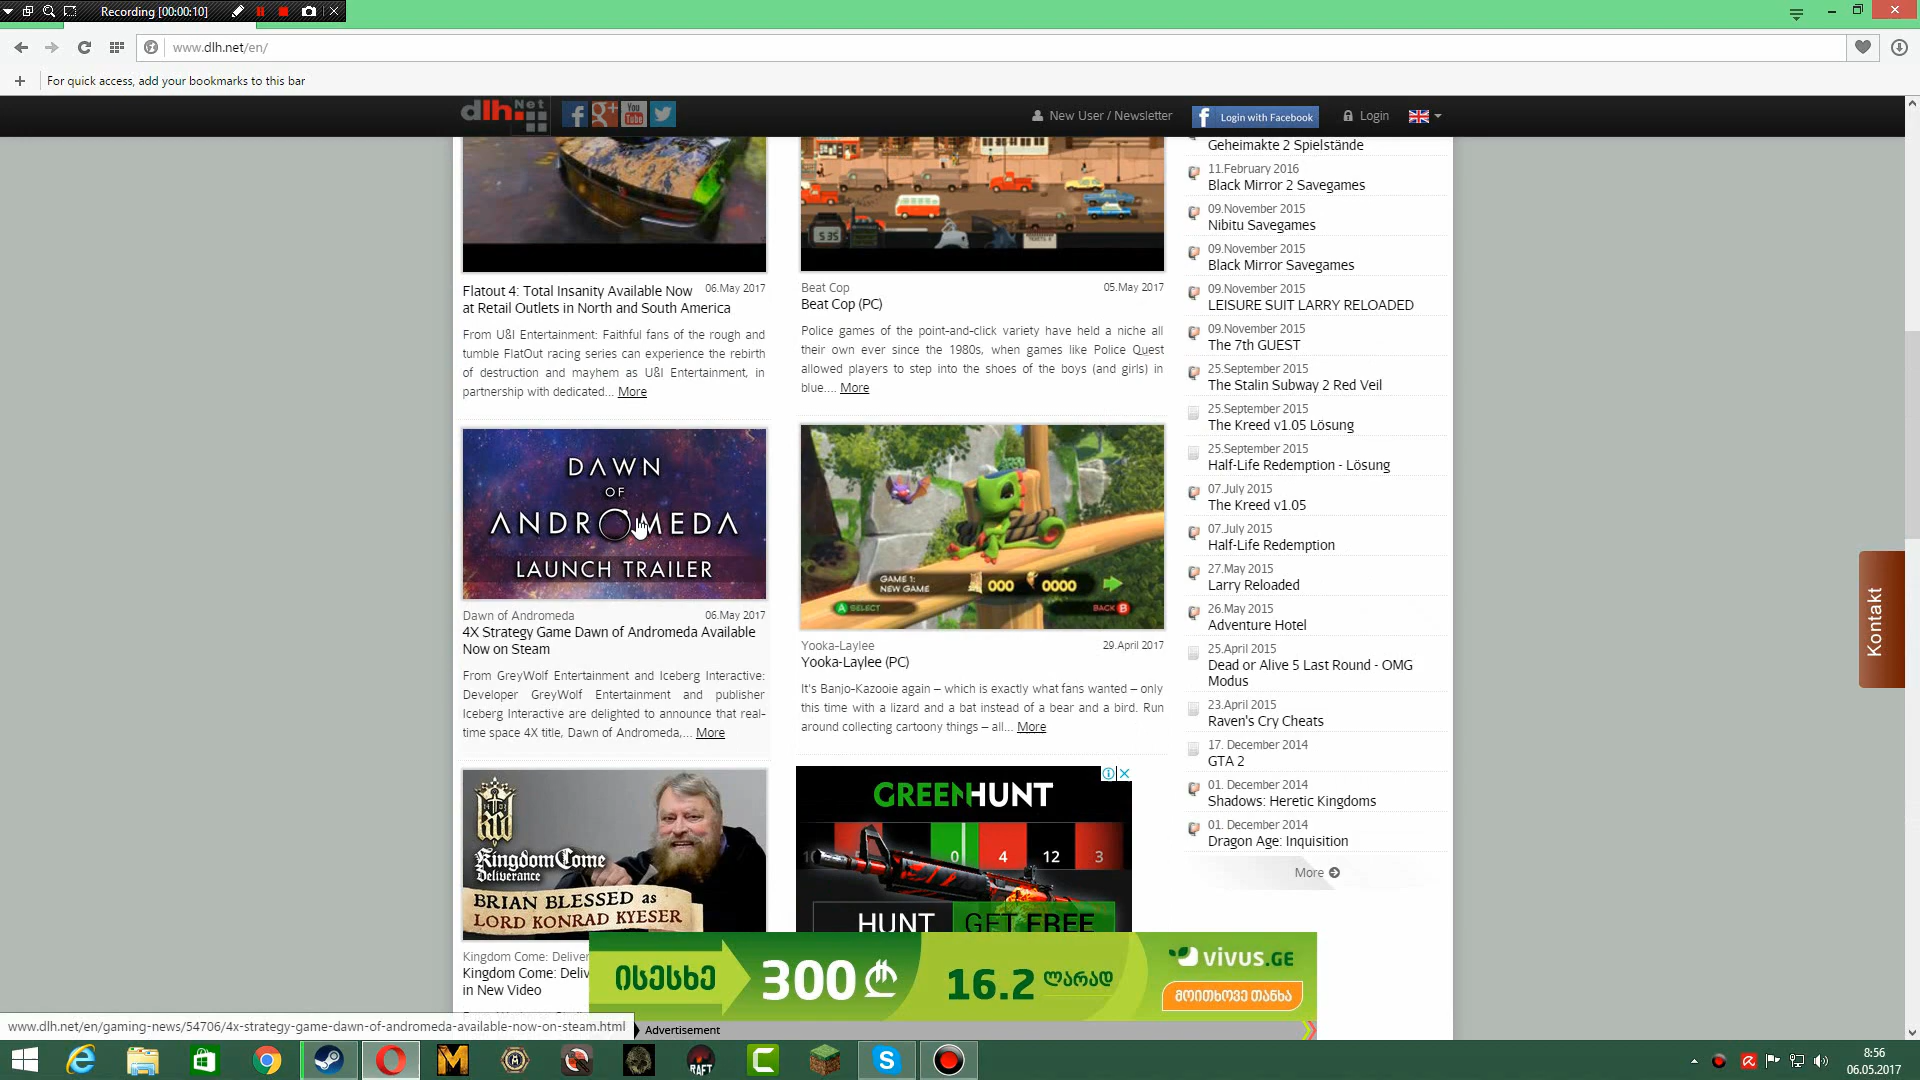 Recording [00:00:10]
www.dlh.net/en/
For quick access, add your bookmarks to this bar
dlh.Net
You Tube
New User / Newsletter
Login with Facebook
Login
5 35
Flatout 4: Total Insanity Available Now
at Retail Outlets in North and South America
06.May 2017
From U&I Entertainment: Faithful fans of the rough and
tumble FlatOut racing series can experience the rebirth
of destruction and mayhem as U&I Entertainment, in
partnership with dedicated... More
DAWN
OF
ANDROMEDA
LAUNCH TRAILER
Dawn of Andromeda
06.May 2017
4X Strategy Game Dawn of Andromeda Available
Now on Steam
From GreyWolf Entertainment and Iceberg Interactive:
Developer GreyWolf Entertainment and publisher
Iceberg Interactive are delighted to announce that real-
time space 4X title, Dawn of Andromeda,... More
Kingdom Come
Deliverance
BRIAN BLESSED as
LORD KONRAD KYESER
Kingdom Come: Deliver
Kingdom Come: Deliv
in New Video
Beat Cop
05.May 2017
Beat Cop (PC)
Police games of the point-and-click variety have held a niche all
their own ever since the 1980s, when games like Police Quest
allowed players to step into the shoes of the boys (and girls) in
blue.... More
GAME 1:
NEW GAME
000
0000
A SELECT
BACK B
Yooka-Laylee
29.April 2017
Yooka-Laylee (PC)
It's Banjo-Kazooie again – which is exactly what fans wanted – only
this time with a lizard and a bat instead of a bear and a bird. Run
around collecting cartoony things – all... More
GREENHUNT
0 4 12 3
HUNT GET FREE
Geheimakte 2 Spielstände
11.February 2016
Black Mirror 2 Savegames
09.November 2015
Nibitu Savegames
09.November 2015
Black Mirror Savegames
09.November 2015
LEISURE SUIT LARRY RELOADED
09.November 2015
The 7th GUEST
25.September 2015
The Stalin Subway 2 Red Veil
25.September 2015
The Kreed v1.05 Lösung
25.September 2015
Half-Life Redemption - Lösung
07.July 2015
The Kreed v1.05
07.July 2015
Half-Life Redemption
27.May 2015
Larry Reloaded
26.May 2015
Adventure Hotel
25.April 2015
Dead or Alive 5 Last Round - OMG
Modus
23.April 2015
Raven's Cry Cheats
17. December 2014
GTA 2
01. December 2014
Shadows: Heretic Kingdoms
01. December 2014
Dragon Age: Inquisition
More
Kontakt
ისესხე
300 ₾
16.2 ლარად
vivus.GE
მოითხოვე თანხა
Advertisement
www.dlh.net/en/gaming-news/54706/4x-strategy-game-dawn-of-andromeda-available-now-on-steam.html
RAFT
8:56
06.05.2017